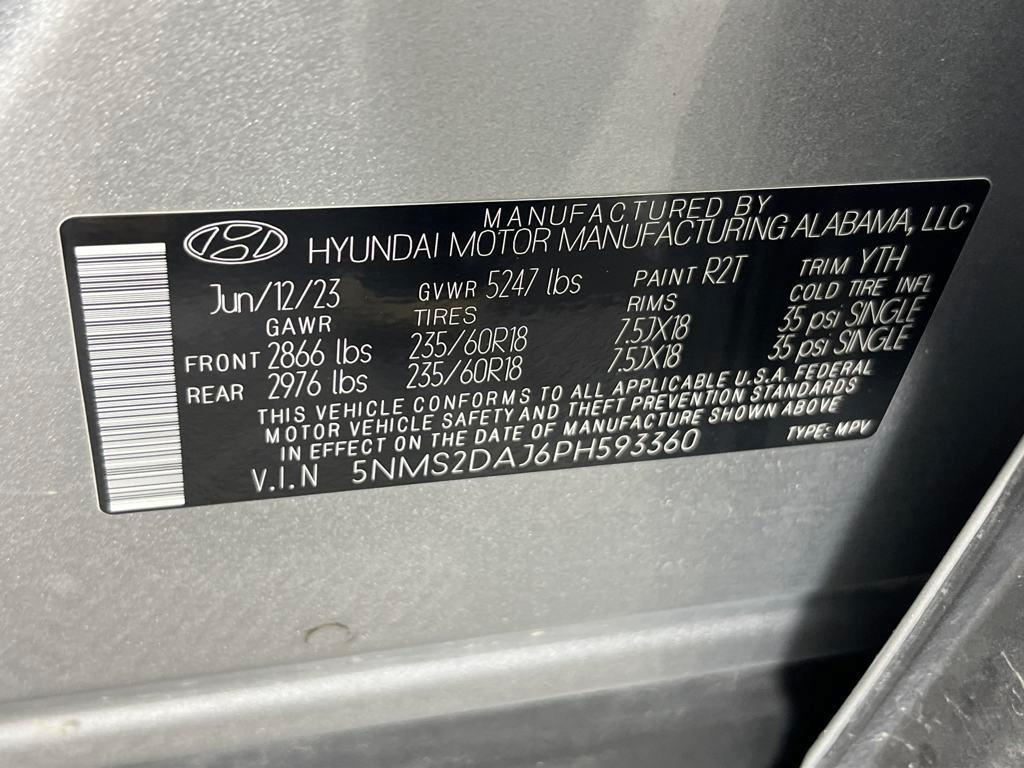 MANUFACTURED BY
HYUNDAI MOTOR MANUFACTURING ALABAMA, LLC
Jun/12/23 GVWR 5247 lbs PAINT R2T TRIM YTH
GAWR TIRES RIMS COLD TIRE INFL
FRONT 2866 lbs 235/60R18 7.5JX18 35 psi SINGLE
REAR 2976 lbs 235/60R18 7.5JX18 35 psi SINGLE
THIS VEHICLE CONFORMS TO ALL APPLICABLE U.S.A. FEDERAL
MOTOR VEHICLE SAFETY AND THEFT PREVENTION STANDARDS
IN EFFECT ON THE DATE OF MANUFACTURE SHOWN ABOVE
V.I.N 5NMS2DAJ6PH593360 TYPE: MPV